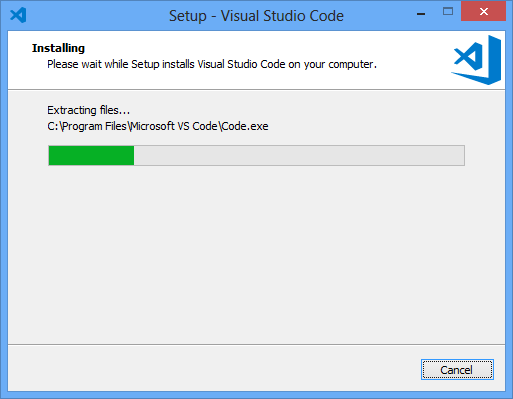 Setup - Visual Studio Code
Installing
Please wait while Setup installs Visual Studio Code on your computer.
Extracting files...
C:\Program Files\Microsoft VS Code\Code.exe
Cancel